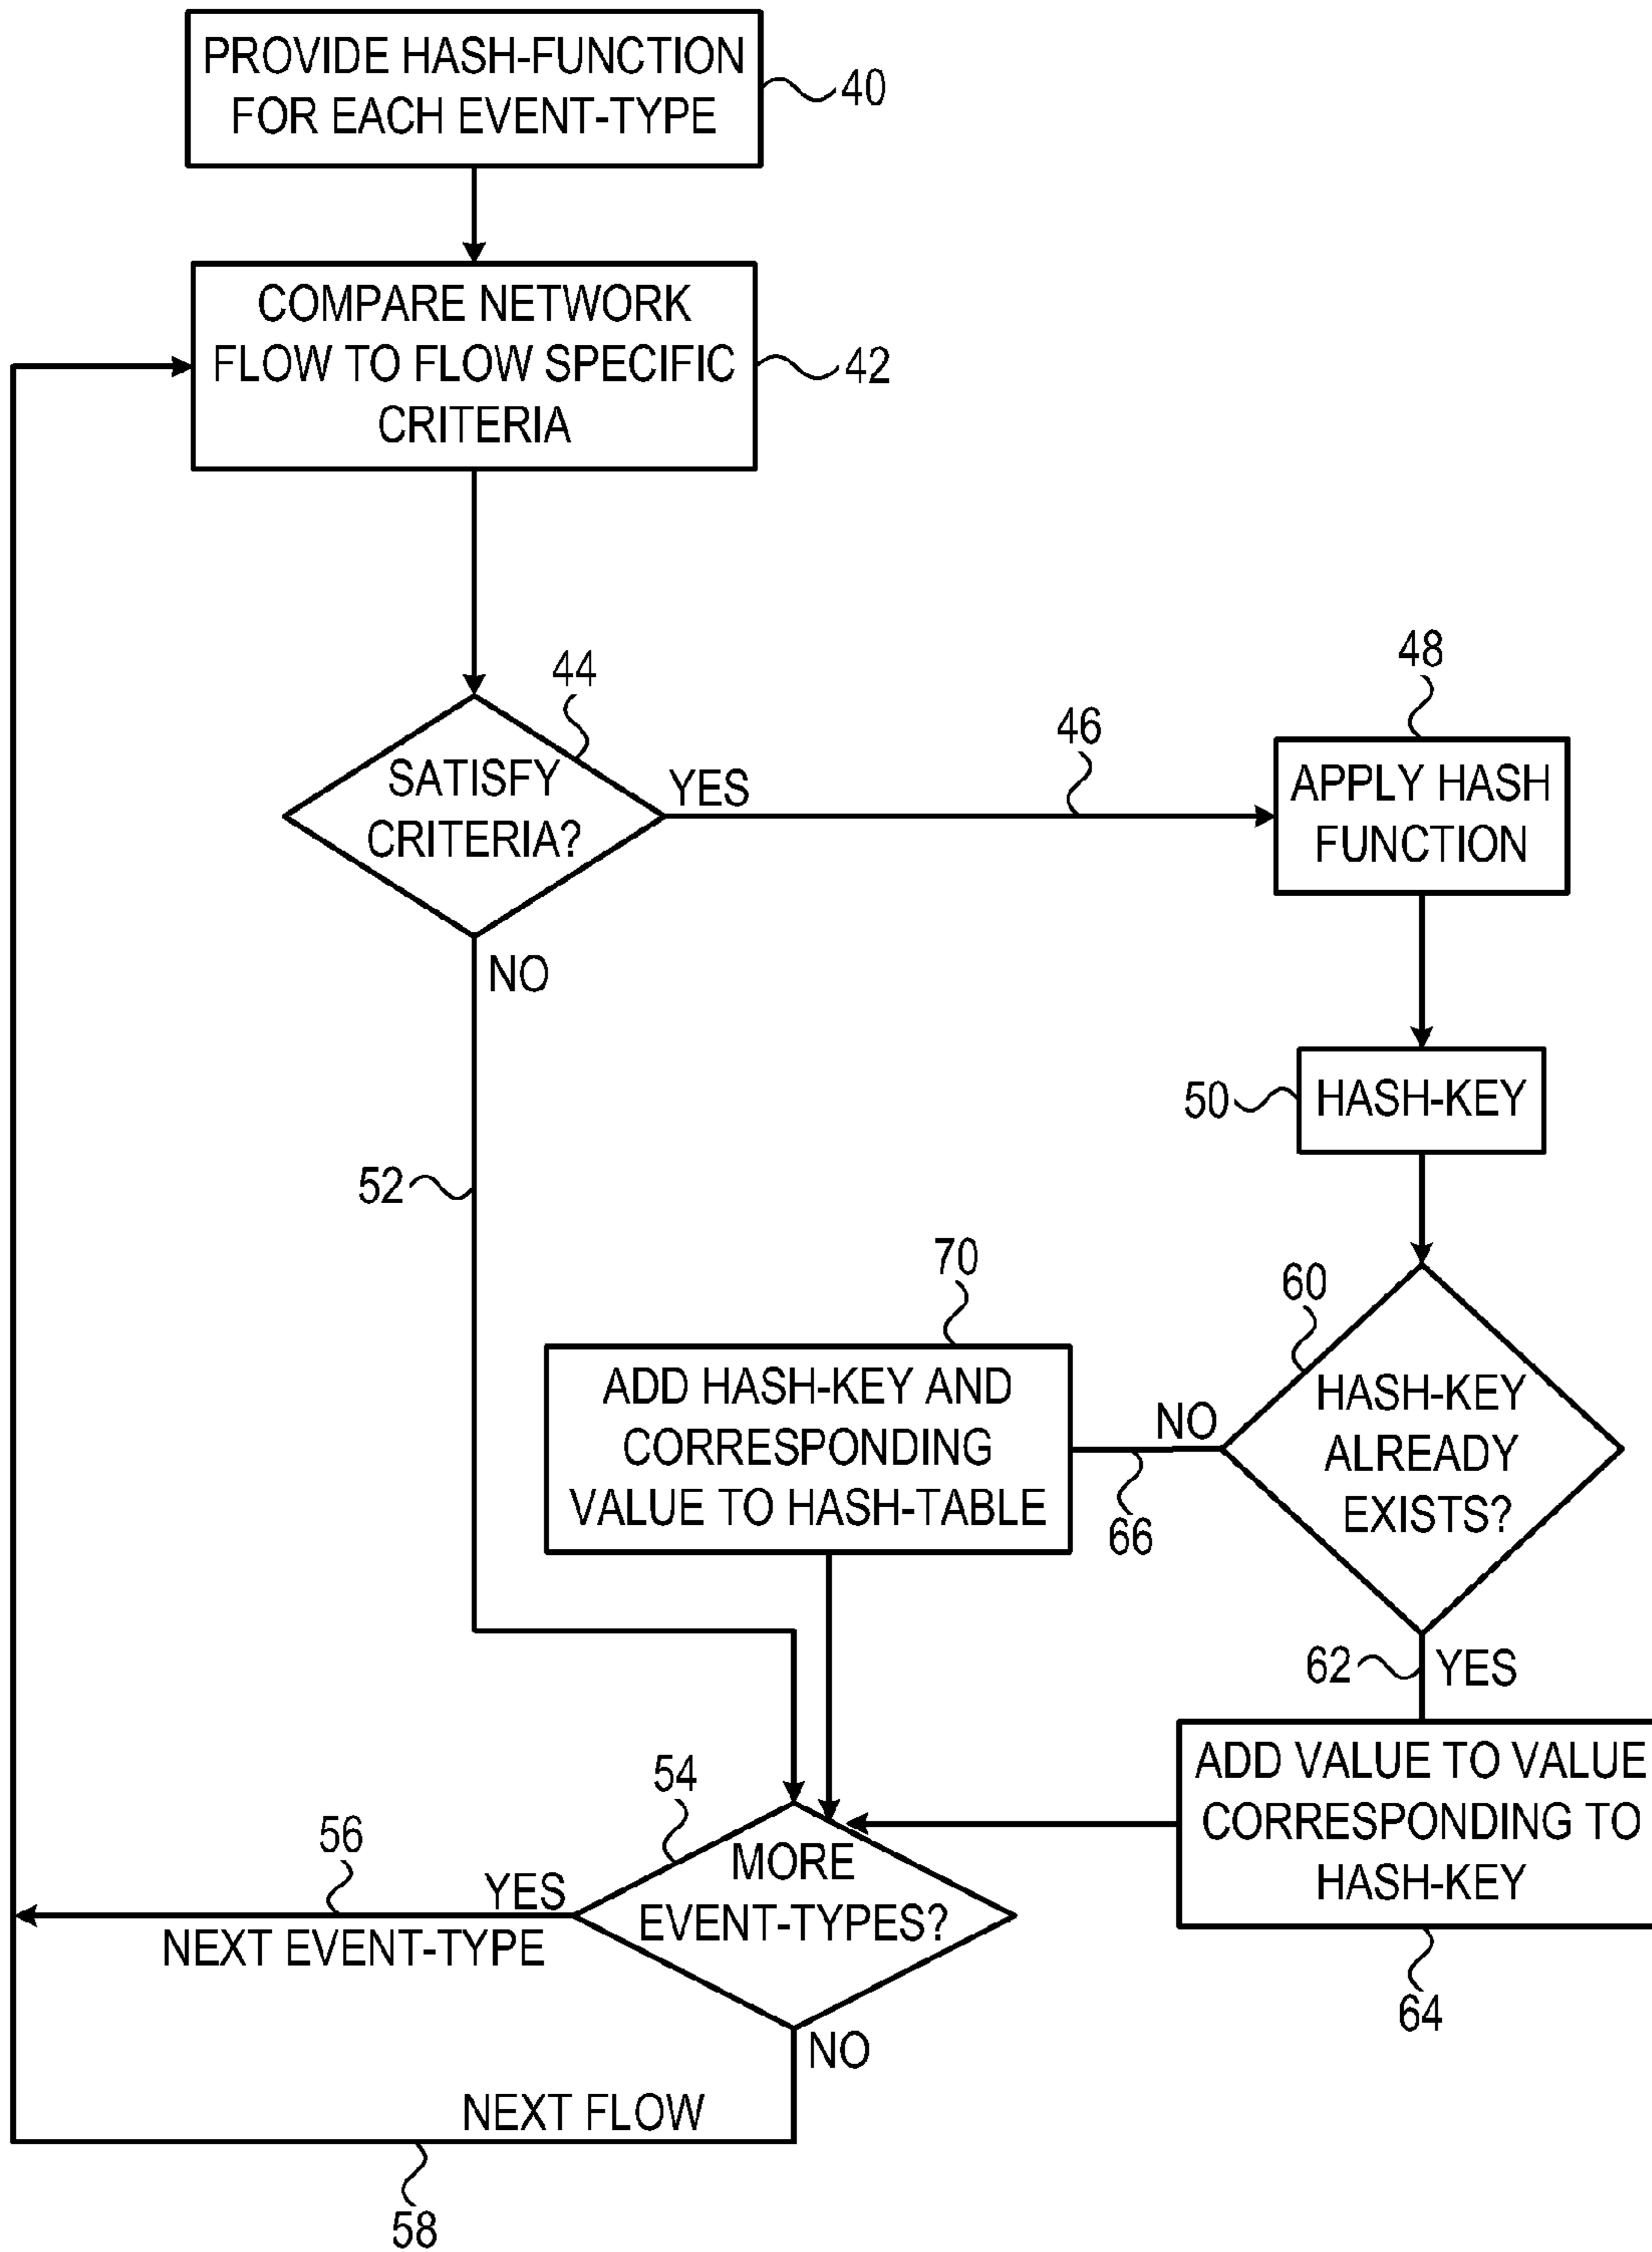 PROVIDE HASH-FUNCTION
FOR EACH EVENT-TYPE
40
COMPARE NETWORK
FLOW TO FLOW SPECIFIC
CRITERIA
42
44
SATISFY
CRITERIA?
YES
46
48
APPLY HASH
FUNCTION
NO
50
HASH-KEY
52
70
60
ADD HASH-KEY AND
CORRESPONDING
VALUE TO HASH-TABLE
NO
66
HASH-KEY
ALREADY
EXISTS?
62
YES
ADD VALUE TO VALUE
CORRESPONDING TO
HASH-KEY
64
54
MORE
EVENT-TYPES?
56
YES
NEXT EVENT-TYPE
NO
NEXT FLOW
58